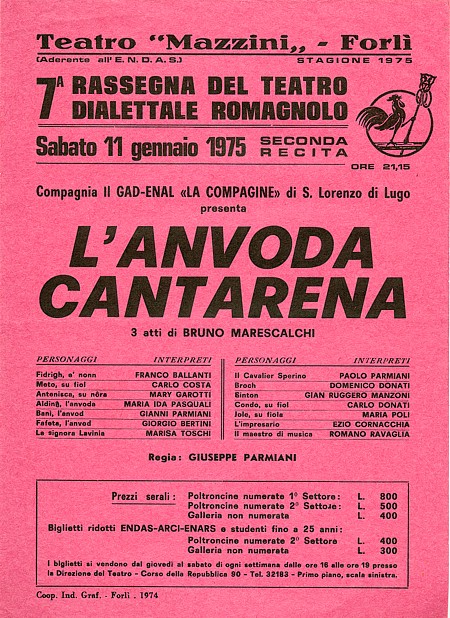 Teatro "Mazzini„ - Forlì
(Aderente all'E.N.D.A.S.) STAGIONE 1975
7ª RASSEGNA DEL TEATRO
DIALETTALE ROMAGNOLO
Sabato 11 gennaio 1975 SECONDA RECITA
ORE 21,15
Compagnia Il GAD-ENAL «LA COMPAGINE» di S. Lorenzo di Lugo
presenta
L'ANVODA
CANTARENA
3 atti di BRUNO MARESCALCHI
PERSONAGGI INTERPRETI
Fidrigh, e' nonn FRANCO BALLANTI
Meto, su fiol CARLO COSTA
Antenisca, su nôra MARY GAROTTI
Aldina, l'anvoda MARIA IDA PASQUALI
Bani, l'anvod GIANNI PARMIANI
Fafeta, l'anvod GIORGIO BERTINI
La signora Lavinia MARISA TOSCHI
PERSONAGGI INTERPRETI
Il Cavalier Sperino PAOLO PARMIANI
Broch DOMENICO DONATI
Binton GIAN RUGGERO MANZONI
Condo, su fiol CARLO DONATI
Jole, su fiola MARIA POLI
L'impresario EZIO CORNACCHIA
Il maestro di musica ROMANO RAVAGLIA
Regia: GIUSEPPE PARMIANI
Prezzi serali: Poltroncine numerate 1º Settore: L. 800
Poltroncine numerate 2º Settore: L. 500
Galleria non numerata L. 400
Biglietti ridotti ENDAS-ARCI-ENARS e studenti fino a 25 anni:
Poltroncine numerate 2º Settore L. 400
Galleria non numerata L. 300
I biglietti si vendono dal giovedì al sabato di ogni settimana dalle ore 16 alle ore 19 presso
la Direzione del Teatro - Corso della Repubblica 90 - Tel. 32183 - Primo piano, scala sinistra.
Coop. Ind. Graf. - Forlì - 1974